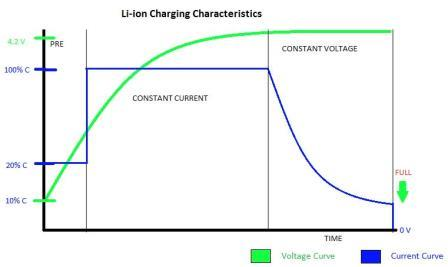 Li-ion Charging Characteristics
4.2 V
PRE
CONSTANT VOLTAGE
100% C
CONSTANT CURRENT
20% C
FULL
10% C
0 V
TIME
Voltage Curve
Current Curve